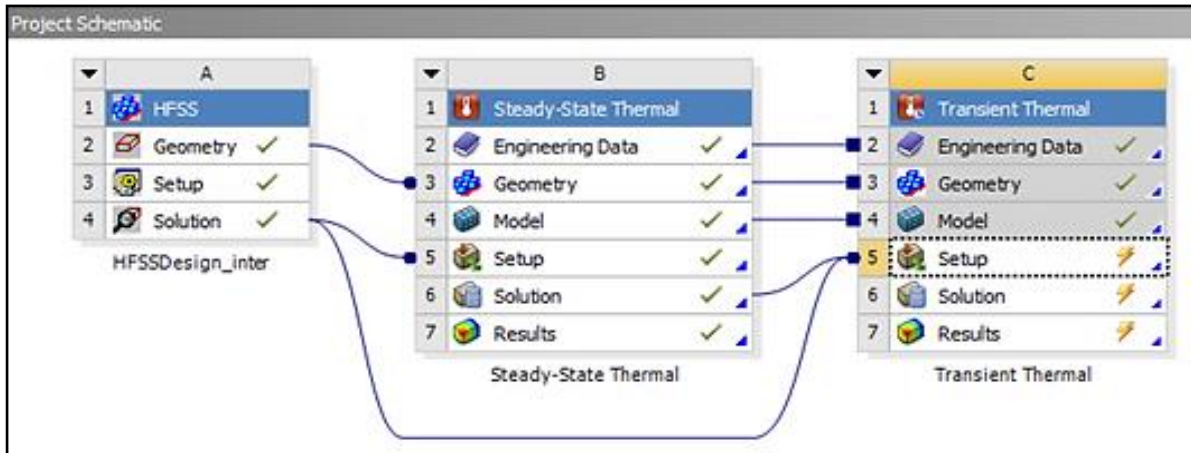 Project Schematic
A
1 HFSS
2 Geometry
3 Setup
4 Solution
HFSSDesign_inter
B
1 Steady-State Thermal
2 Engineering Data
3 Geometry
4 Model
5 Setup
6 Solution
7 Results
Steady-State Thermal
C
1 Transient Thermal
2 Engineering Data
3 Geometry
4 Model
5 Setup
6 Solution
7 Results
Transient Thermal